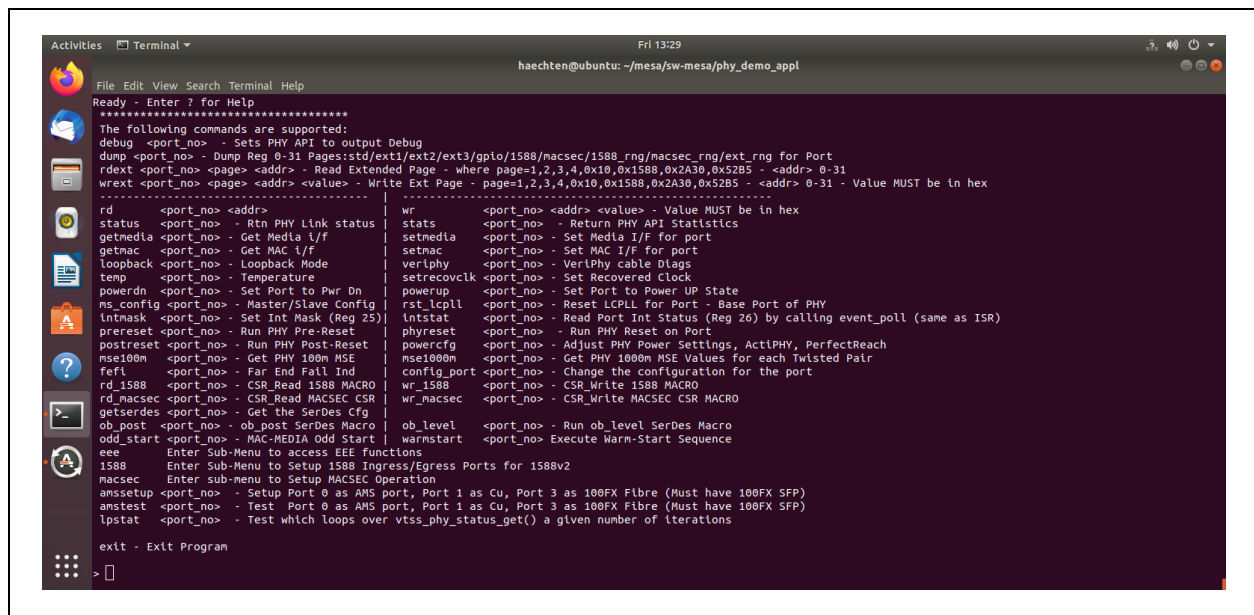 Activities Terminal Fri 13:29
haechten@ubuntu: ~/mesa/sw-mesa/phy_demo_appl
File Edit View Search Terminal Help
Ready - Enter ? for Help
*************************************
The following commands are supported:
debug <port_no> - Sets PHY API to output Debug
dump <port_no> - Dump Reg 0-31 Pages:std/ext1/ext2/ext3/gpio/1588/macsec/1588_rng/macsec_rng/ext_rng for Port
rdext <port_no> <page> <addr> - Read Extended Page - where page=1,2,3,4,0x10,0x1588,0x2A30,0x52B5 - <addr> 0-31
wrext <port_no> <page> <addr> <value> - Write Ext Page - page=1,2,3,4,0x10,0x1588,0x2A30,0x52B5 - <addr> 0-31 - Value MUST be in hex
--------------------------------------- | -------------------------------------------------------
rd <port_no> <addr> | wr <port_no> <addr> <value> - Value MUST be in hex
status <port_no> - Rtn PHY Link status | stats <port_no> - Return PHY API Statistics
getmedia <port_no> - Get Media i/f | setmedia <port_no> - Set Media I/F for port
getmac <port_no> - Get MAC i/f | setmac <port_no> - Set MAC I/F for port
loopback <port_no> - Loopback Mode | veriphy <port_no> - VeriPhy cable Diags
temp <port_no> - Temperature | setrecovclk <port_no> - Set Recovered Clock
powerdn <port_no> - Set Port to Pwr Dn | powerup <port_no> - Set Port to Power UP State
ms_config <port_no> - Master/Slave Config | rst_lcpll <port_no> - Reset LCPLL for Port - Base Port of PHY
intmask <port_no> - Set Int Mask (Reg 25)| intstat <port_no> - Read Port Int Status (Reg 26) by calling event_poll (same as ISR)
prereset <port_no> - Run PHY Pre-Reset | phyreset <port_no> - Run PHY Reset on Port
postreset <port_no> - Run PHY Post-Reset | powercfg <port_no> - Adjust PHY Power Settings, ActiPHY, PerfectReach
mse100m <port_no> - Get PHY 100m MSE | mse1000m <port_no> - Get PHY 1000m MSE Values for each Twisted Pair
fefi <port_no> - Far End Fail Ind | config_port <port_no> - Change the configuration for the port
rd_1588 <port_no> - CSR_Read 1588 MACRO | wr_1588 <port_no> - CSR_Write 1588 MACRO
rd_macsec <port_no> - CSR_Read MACSEC CSR | wr_macsec <port_no> - CSR_Write MACSEC CSR MACRO
getserdes <port_no> - Get the SerDes Cfg |
ob_post <port_no> - ob_post SerDes Macro | ob_level <port_no> - Run ob_level SerDes Macro
odd_start <port_no> - MAC-MEDIA Odd Start | warmstart <port_no> Execute Warm-Start Sequence
eee Enter Sub-Menu to access EEE functions
1588 Enter Sub-Menu to Setup 1588 Ingress/Egress Ports for 1588v2
macsec Enter sub-menu to Setup MACSEC Operation
amssetup <port_no> - Setup Port 0 as AMS port, Port 1 as Cu, Port 3 as 100FX Fibre (Must have 100FX SFP)
amstest <port_no> - Test Port 0 as AMS port, Port 1 as Cu, Port 3 as 100FX Fibre (Must have 100FX SFP)
lpstat <port_no> - Test which loops over vtss_phy_status_get() a given number of iterations
exit - Exit Program
>